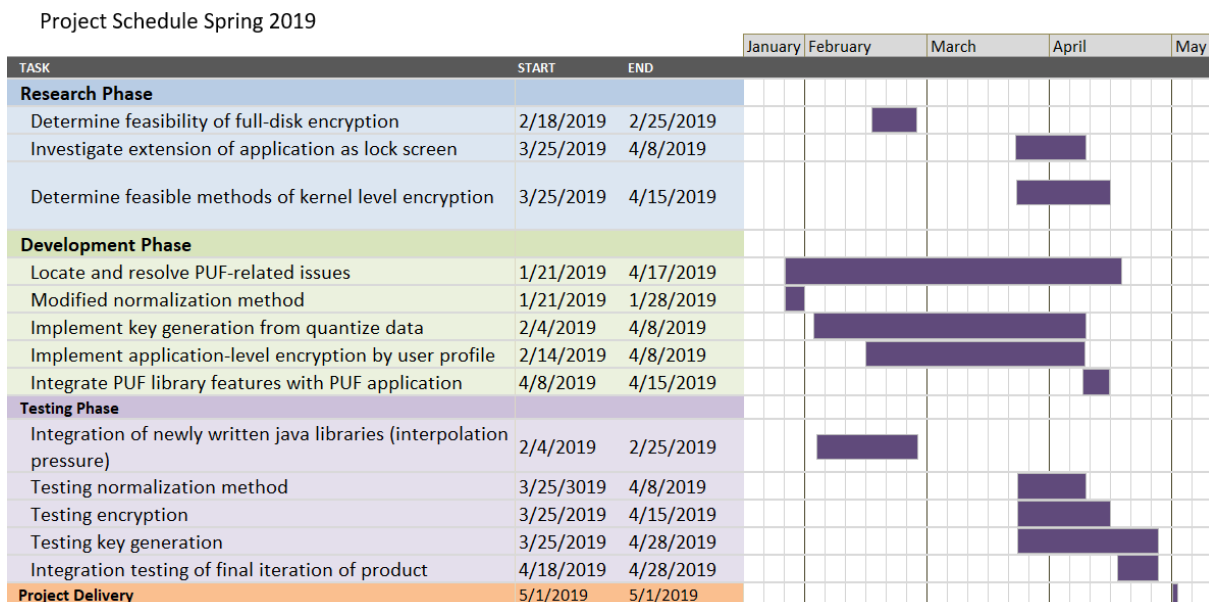 Project Schedule Spring 2019
January February March April May
TASK START END
Research Phase
Determine feasibility of full-disk encryption 2/18/2019 2/25/2019
Investigate extension of application as lock screen 3/25/2019 4/8/2019
Determine feasible methods of kernel level encryption 3/25/2019 4/15/2019
Development Phase
Locate and resolve PUF-related issues 1/21/2019 4/17/2019
Modified normalization method 1/21/2019 1/28/2019
Implement key generation from quantize data 2/4/2019 4/8/2019
Implement application-level encryption by user profile 2/14/2019 4/8/2019
Integrate PUF library features with PUF application 4/8/2019 4/15/2019
Testing Phase
Integration of newly written java libraries (interpolation
pressure) 2/4/2019 2/25/2019
Testing normalization method 3/25/3019 4/8/2019
Testing encryption 3/25/2019 4/15/2019
Testing key generation 3/25/2019 4/28/2019
Integration testing of final iteration of product 4/18/2019 4/28/2019
Project Delivery 5/1/2019 5/1/2019